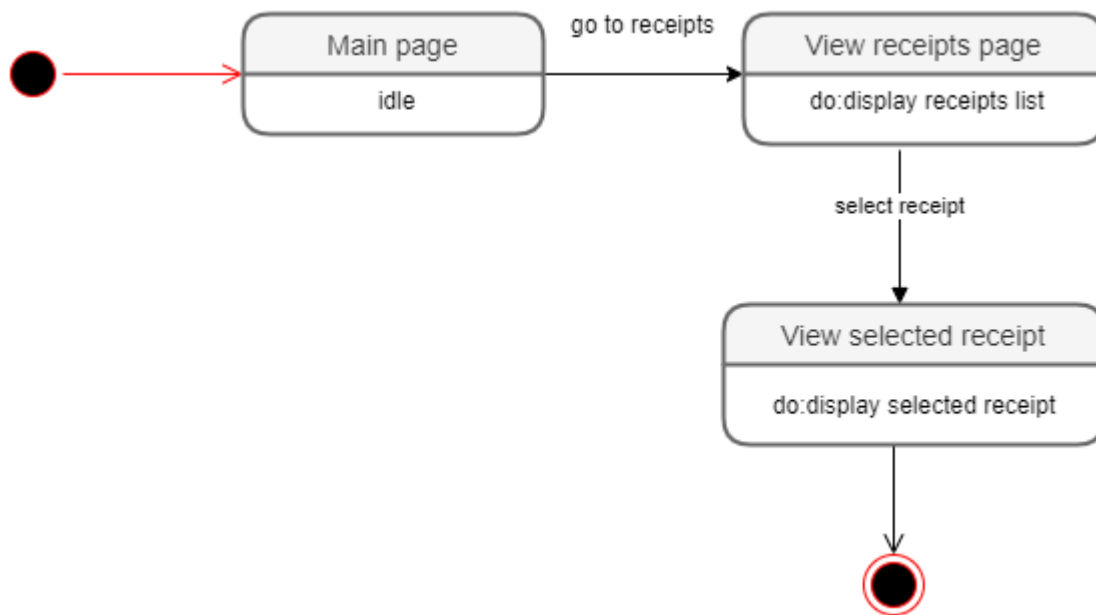 Main page
idle
go to receipts
View receipts page
do:display receipts list
select receipt
View selected receipt
do:display selected receipt